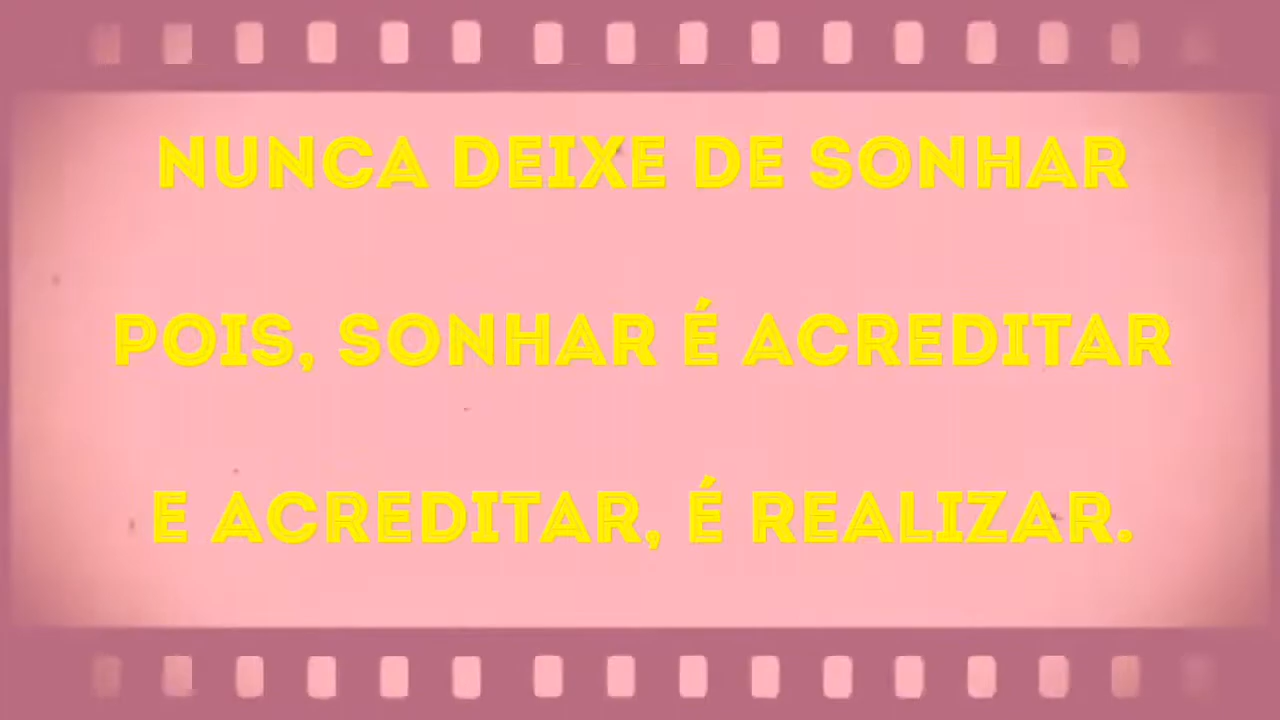 NUNCA DEIXE DE SONHAR
POIS, SONHAR É ACREDITAR
E ACREDITAR, É REALIZAR.